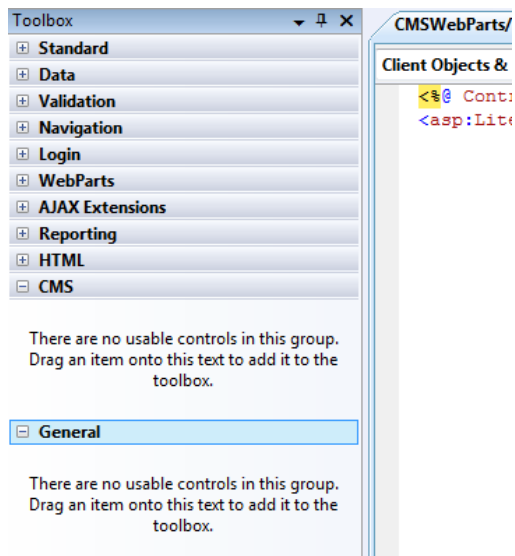 Toolbox
CMSWebParts/
Standard
Client Objects &
Data
<%@ Contr
Validation
<asp:Lite
Navigation
Login
WebParts
AJAX Extensions
Reporting
HTML
CMS
There are no usable controls in this group.
Drag an item onto this text to add it to the
toolbox.
General
There are no usable controls in this group.
Drag an item onto this text to add it to the
toolbox.